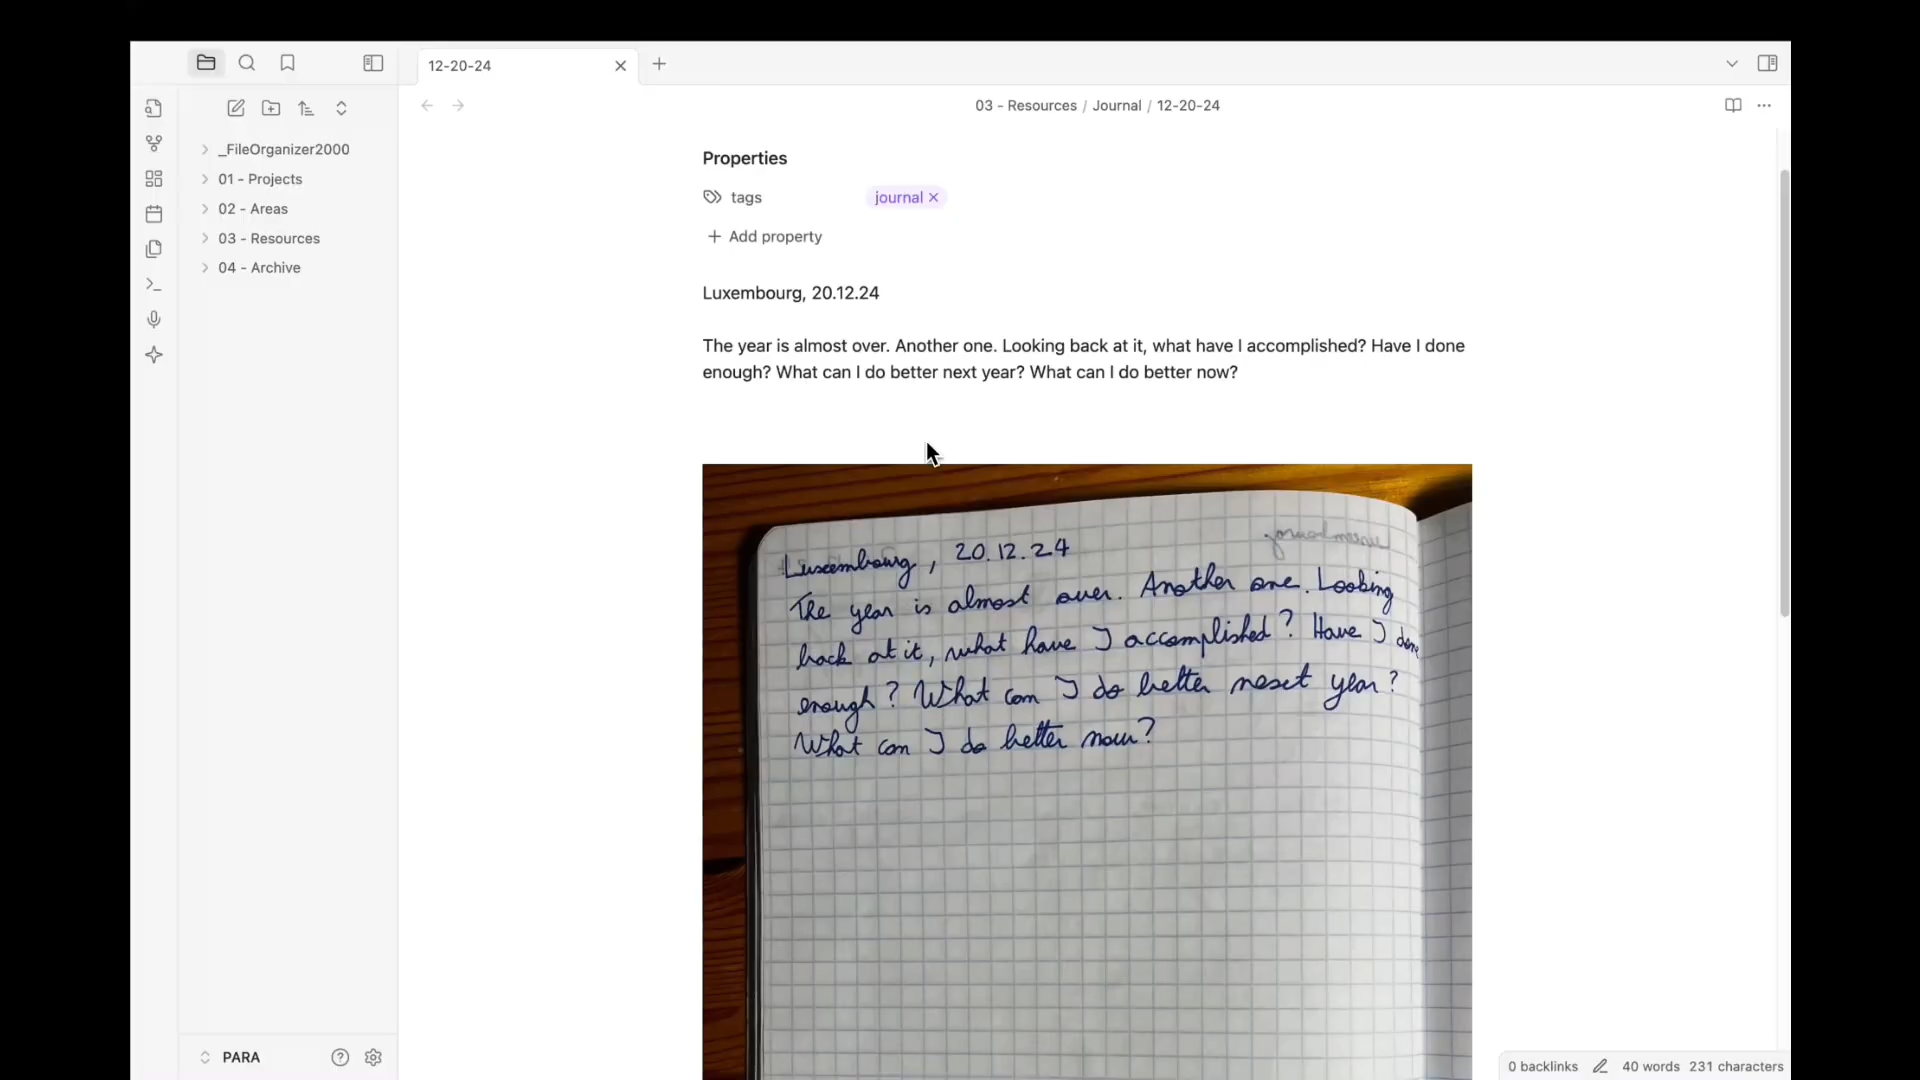 12-20-24
03 - Resources / Journal / 12-20-24
_FileOrganizer2000
01 - Projects
02 - Areas
03 - Resources
04 - Archive
PARA
Properties
tags
journal
Add property
Luxembourg, 20.12.24
The year is almost over. Another one. Looking back at it, what have I accomplished? Have I done
enough? What can I do better next year? What can I do better now?
Luxembourg, 20.12.24
The year is almost over. Another one. Looking
back at it, what have I accomplished? Have I done
enough? What can I do better next year?
What can I do better now?
0 backlinks 40 words 231 characters